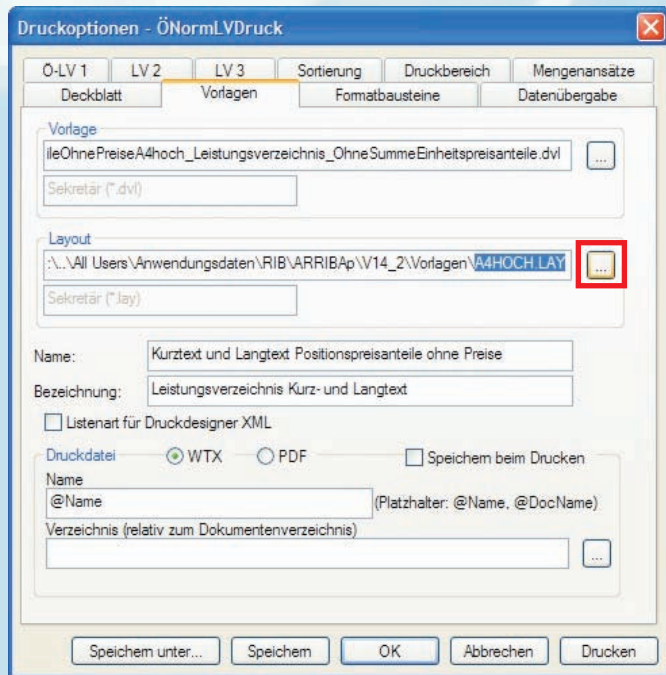 Druckoptionen - ÖNormLVDruck
Ö-LV 1 LV 2 LV 3 Sortierung Druckbereich Mengenansätze
Deckblatt Vorlagen Formatbausteine Datenübergabe
Vorlage
ileOhnePreiseA4hoch_Leistungsverzeichnis_OhneSummeEinheitspreisanteile.dvl ...
Sekretär (*.dvl)
Layout
:\..\All Users\Anwendungsdaten\RIB\ARRIBAp\V14_2\Vorlagen\A4HOCH.LAY ...
Sekretär (*.lay)
Name: Kurztext und Langtext Positionspreisanteile ohne Preise
Bezeichnung: Leistungsverzeichnis Kurz- und Langtext
Listenart für Druckdesigner XML
Druckdatei WTX PDF Speichern beim Drucken
Name
@Name (Platzhalter: @Name, @DocName)
Verzeichnis (relativ zum Dokumentenverzeichnis)
...
Speichern unter... Speichern OK Abbrechen Drucken